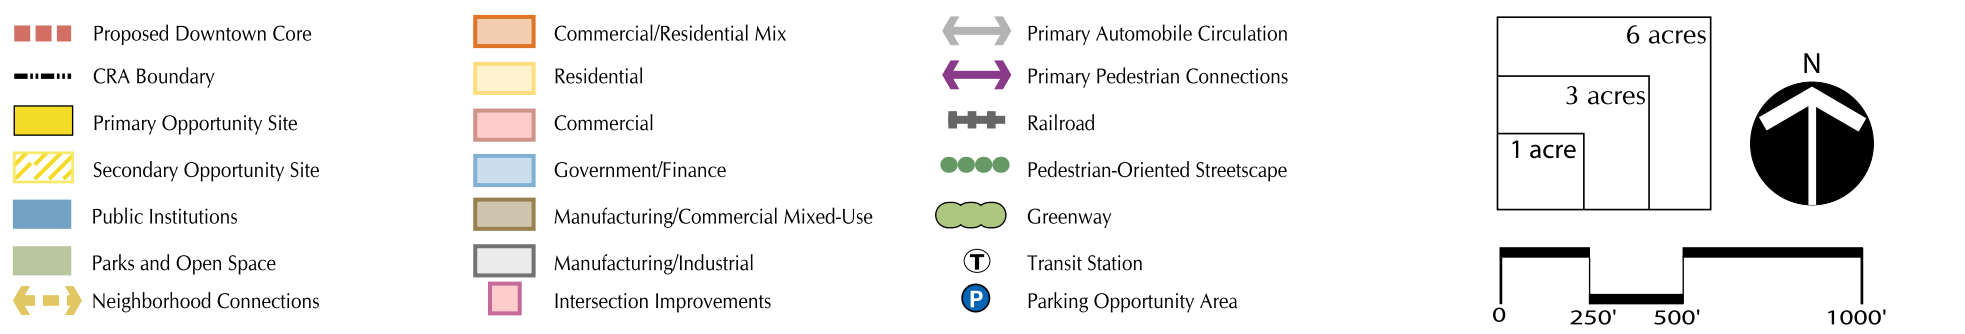 Proposed Downtown Core
CRA Boundary
Primary Opportunity Site
Secondary Opportunity Site
Public Institutions
Parks and Open Space
Neighborhood Connections
Commercial/Residential Mix
Residential
Commercial
Government/Finance
Manufacturing/Commercial Mixed-Use
Manufacturing/Industrial
Intersection Improvements
Primary Automobile Circulation
Primary Pedestrian Connections
Railroad
Pedestrian-Oriented Streetscape
Greenway
T Transit Station
P Parking Opportunity Area
6 acres
3 acres
1 acre
N
0 250' 500' 1000'